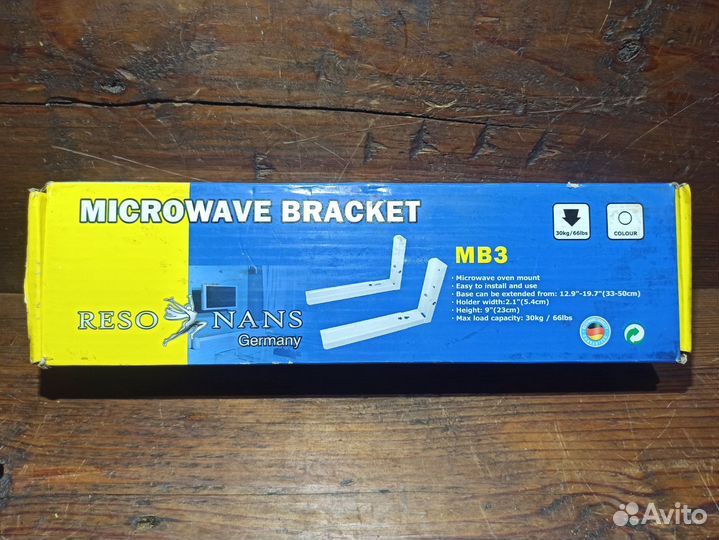 MICROWAVE BRACKET
30kg/66lbs
COLOUR
MB3
· Microwave oven mount
· Easy to install and use
· Base can be extended from: 12.9"-19.7"(33-50cm)
· Holder width:2.1"(5.4cm)
· Height: 9"(23cm)
· Max load capacity: 30kg / 66lbs
RESO NANS
Germany
Avito